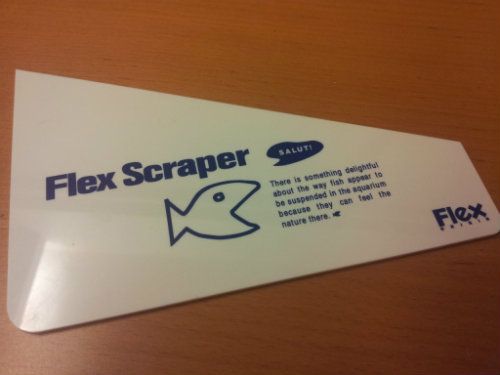 Flex Scraper
SALUT!
There is something delightful
about the way fish appear to
be suspended in the aquarium
because they can feel the
nature there.
Flex